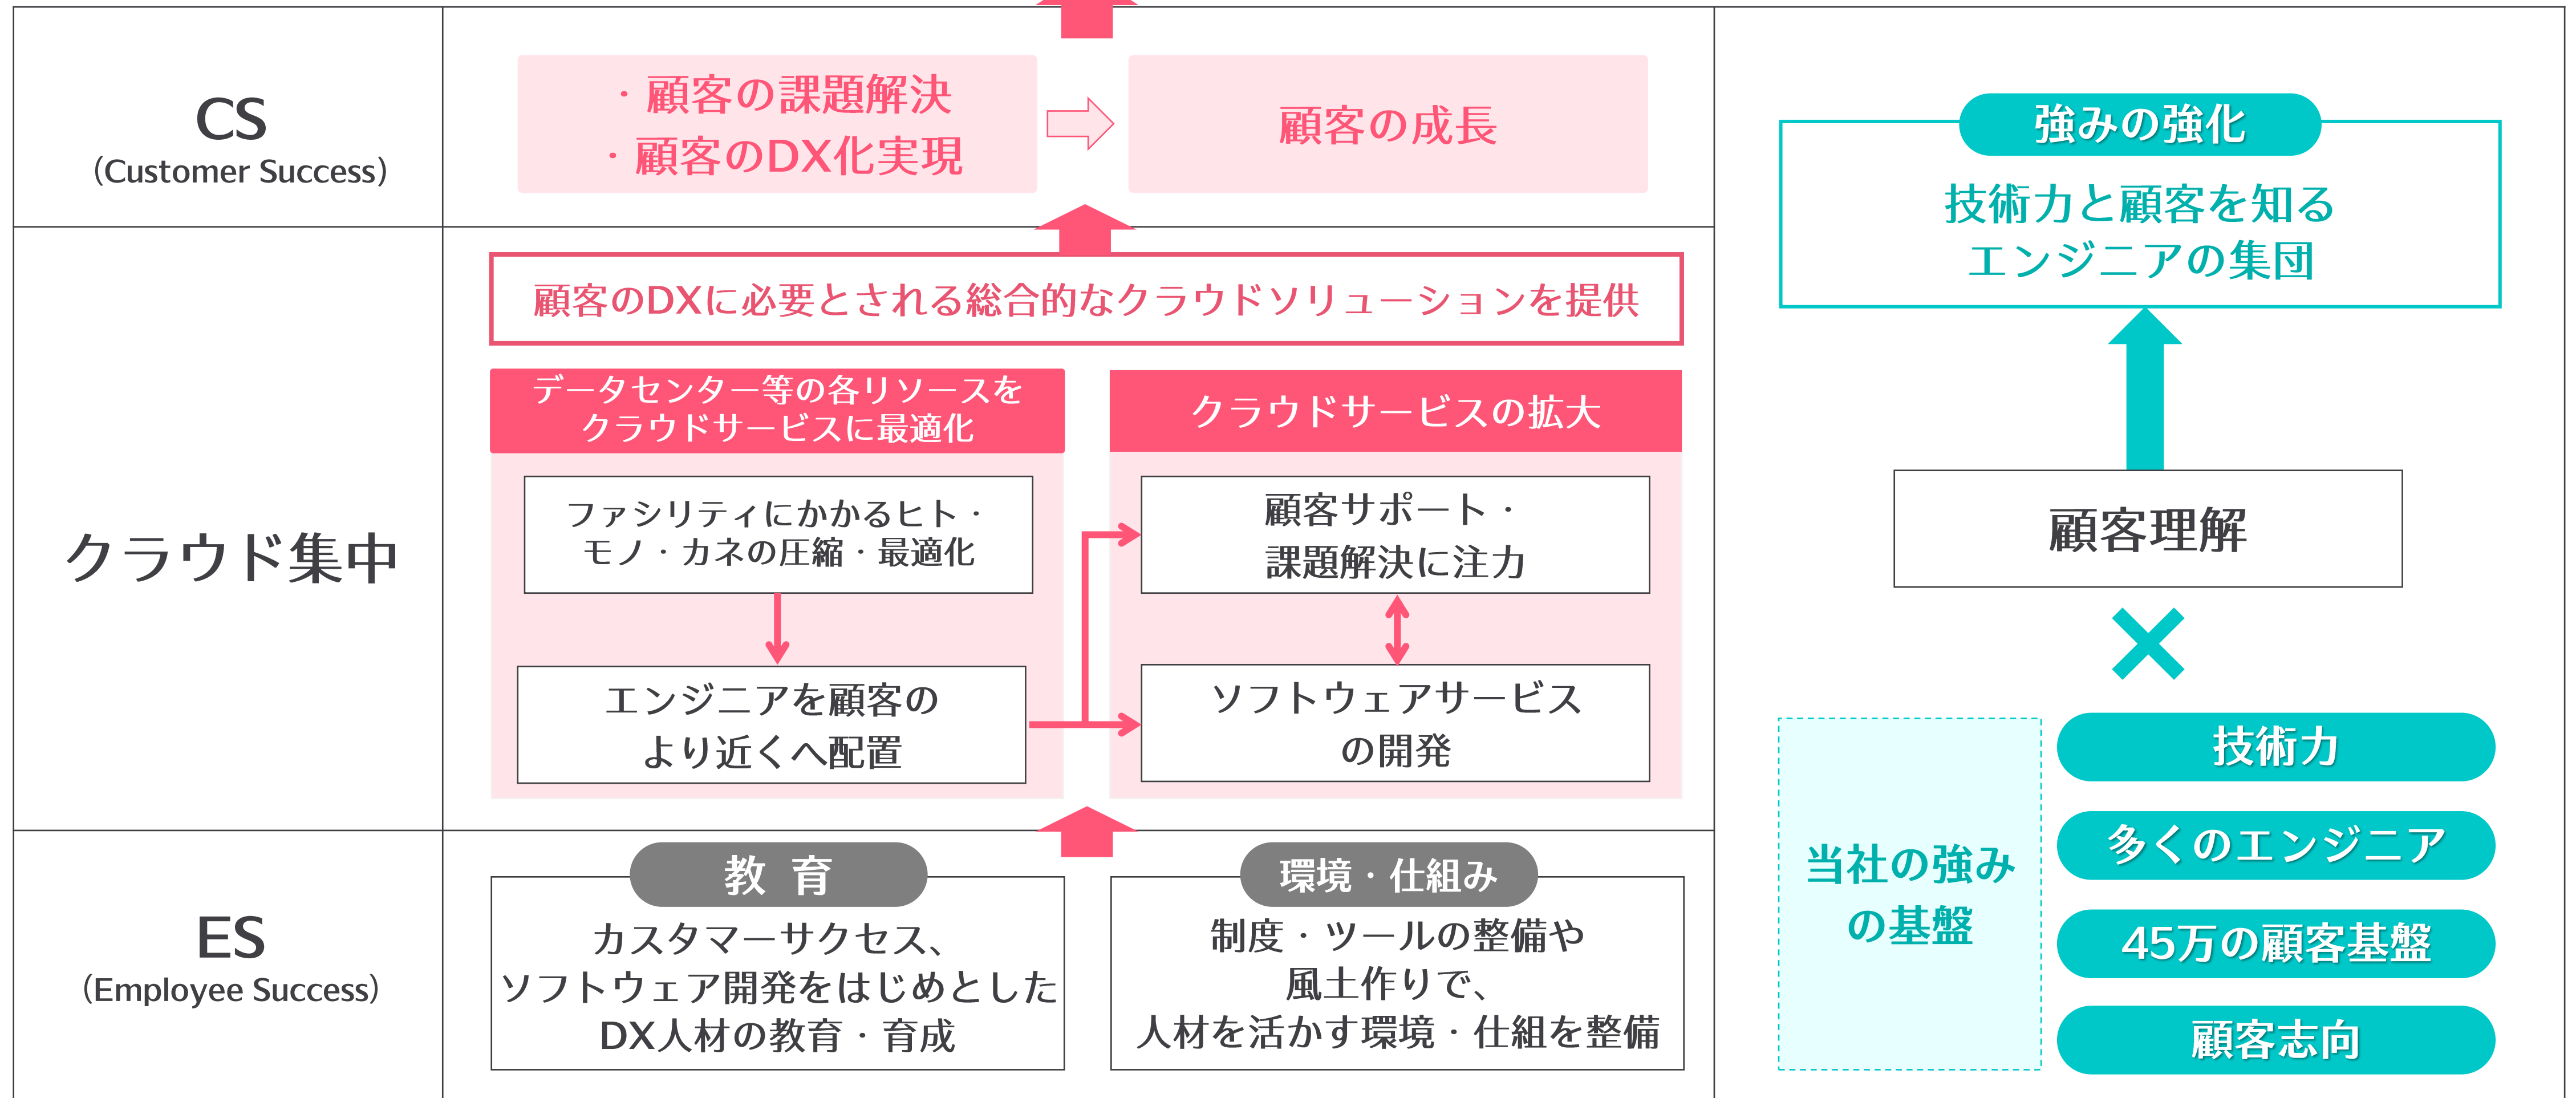 CS
（Customer Success）
・顧客の課題解決
・顧客のDX化実現
顧客の成長
クラウド集中
顧客のDXに必要とされる総合的なクラウドソリューションを提供
データセンター等の各リソースを
クラウドサービスに最適化
ファシリティにかかるヒト・
モノ・カネの圧縮・最適化
エンジニアを顧客の
より近くへ配置
クラウドサービスの拡大
顧客サポート・
課題解決に注力
ソフトウェアサービス
の開発
ES
（Employee Success）
教 育
カスタマーサクセス、
ソフトウェア開発をはじめとした
DX人材の教育・育成
環境・仕組み
制度・ツールの整備や
風土作りで、
人材を活かす環境・仕組を整備
強みの強化
技術力と顧客を知る
エンジニアの集団
顧客理解
×
当社の強み
の基盤
技術力
多くのエンジニア
45万の顧客基盤
顧客志向